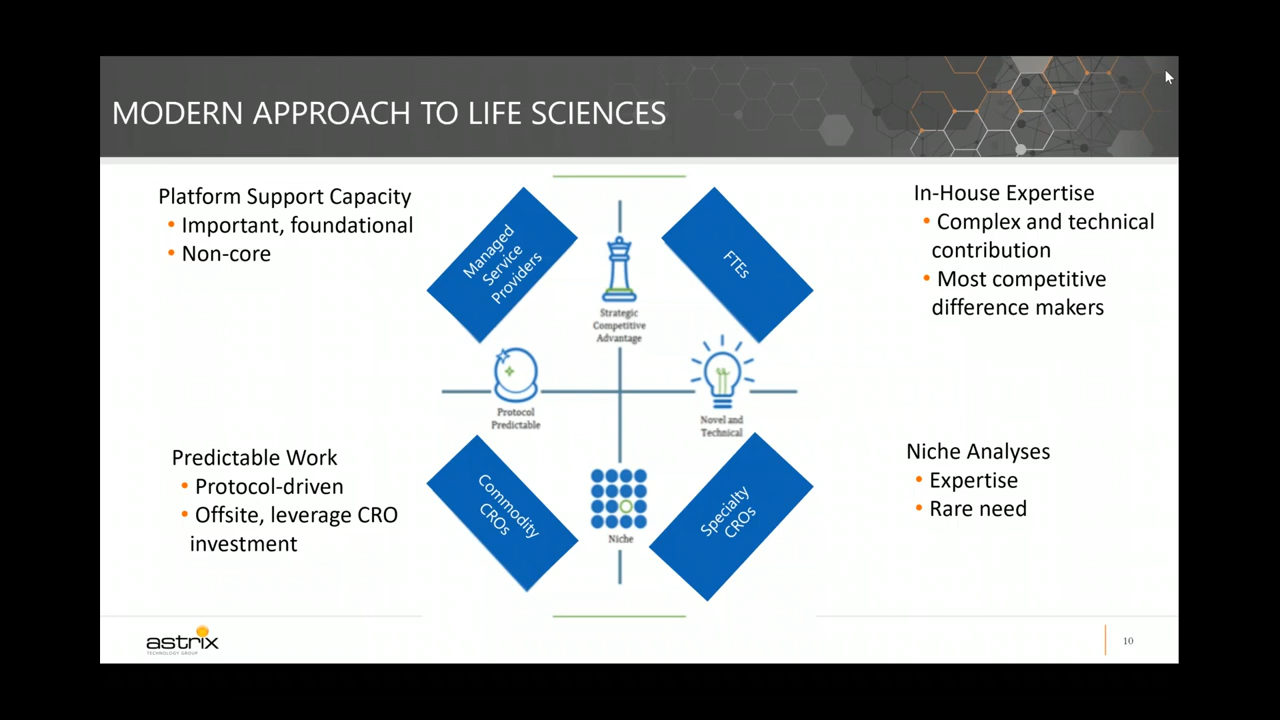 MODERN APPROACH TO LIFE SCIENCES
Platform Support Capacity
• Important, foundational
• Non-core
Managed
Service
Providers
Strategic
Competitive
Advantage
FTEs
In-House Expertise
• Complex and technical
contribution
• Most competitive
difference makers
Protocol
Predictable
Novel and
Technical
Predictable Work
• Protocol-driven
• Offsite, leverage CRO
investment
Commodity
CROs
Niche
Specialty
CROs
Niche Analyses
• Expertise
• Rare need
astrix
TECHNOLOGY GROUP
10